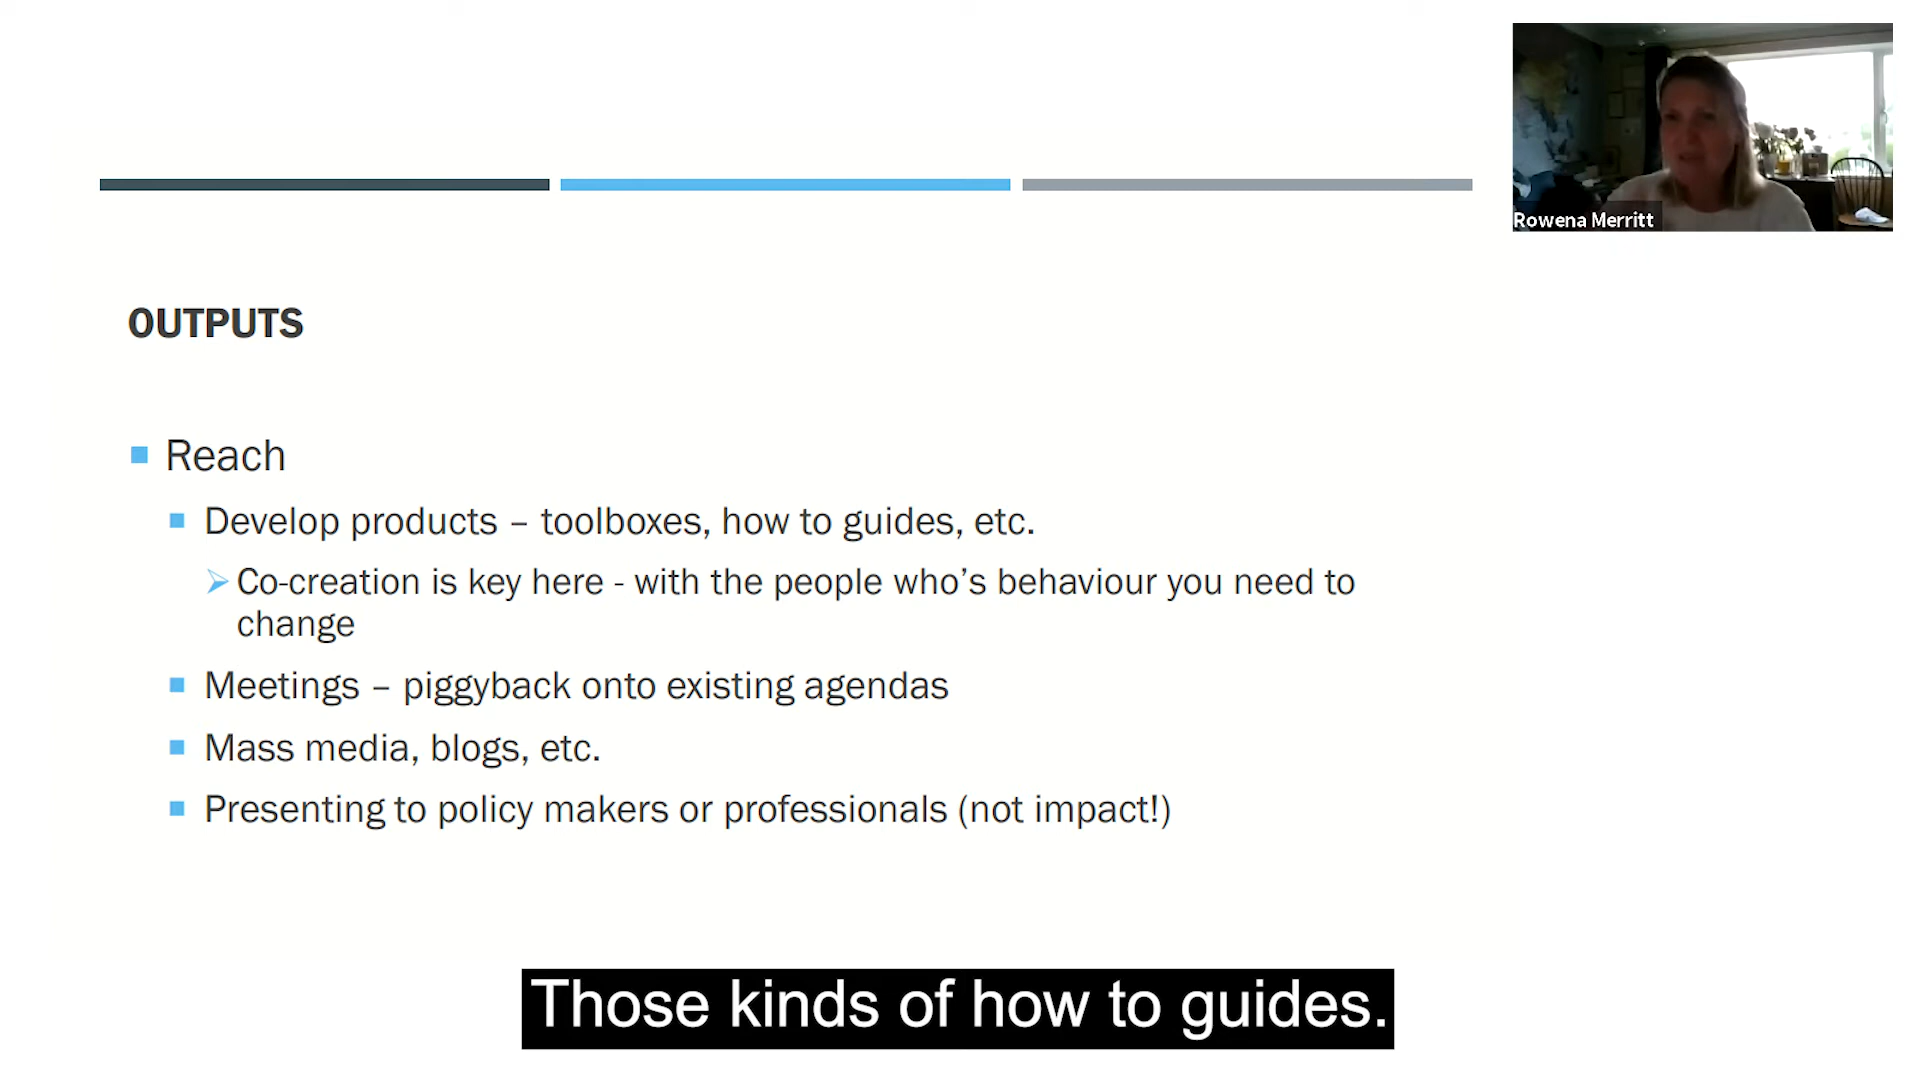 Rowena Merritt
OUTPUTS
Reach
Develop products – toolboxes, how to guides, etc.
Co-creation is key here - with the people who’s behaviour you need to
change
Meetings – piggyback onto existing agendas
Mass media, blogs, etc.
Presenting to policy makers or professionals (not impact!)
Those kinds of how to guides.